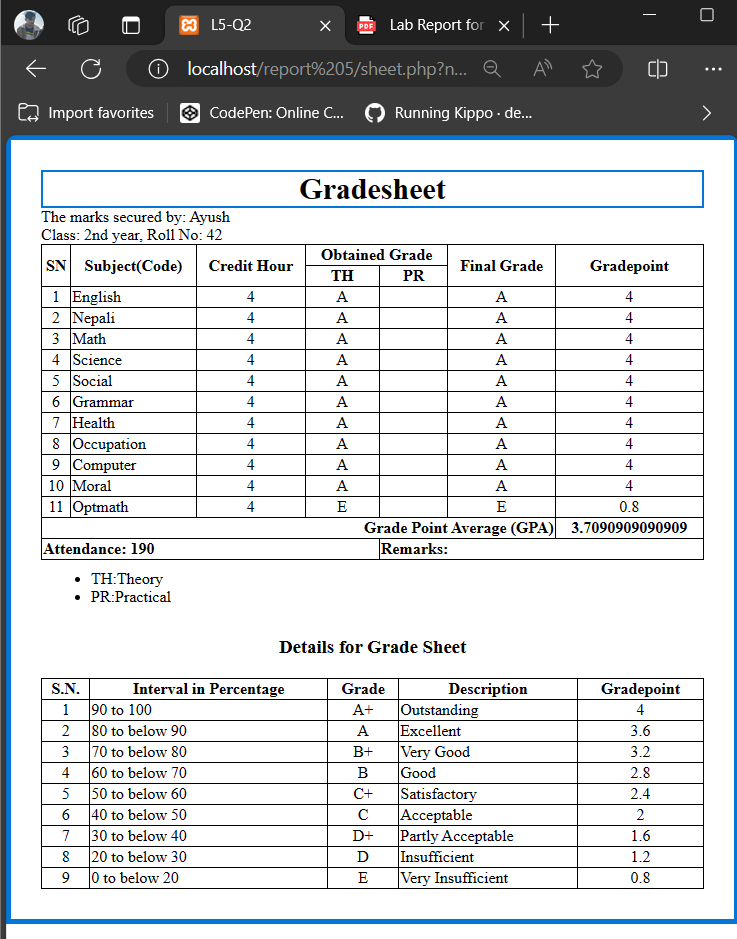 L5-Q2
PDF Lab Report for
localhost/report%205/sheet.php?n...
Import favorites
CodePen: Online C...
Running Kippo · de...
Gradesheet
The marks secured by: Ayush
Class: 2nd year, Roll No: 42
SN Subject(Code) Credit Hour Obtained Grade Final Grade Gradepoint
TH PR
1 English 4 A A 4
2 Nepali 4 A A 4
3 Math 4 A A 4
4 Science 4 A A 4
5 Social 4 A A 4
6 Grammar 4 A A 4
7 Health 4 A A 4
8 Occupation 4 A A 4
9 Computer 4 A A 4
10 Moral 4 A A 4
11 Optmath 4 E E 0.8
Grade Point Average (GPA) 3.7090909090909
Attendance: 190 Remarks:
• TH:Theory
• PR:Practical
Details for Grade Sheet
S.N. Interval in Percentage Grade Description Gradepoint
1 90 to 100 A+ Outstanding 4
2 80 to below 90 A Excellent 3.6
3 70 to below 80 B+ Very Good 3.2
4 60 to below 70 B Good 2.8
5 50 to below 60 C+ Satisfactory 2.4
6 40 to below 50 C Acceptable 2
7 30 to below 40 D+ Partly Acceptable 1.6
8 20 to below 30 D Insufficient 1.2
9 0 to below 20 E Very Insufficient 0.8